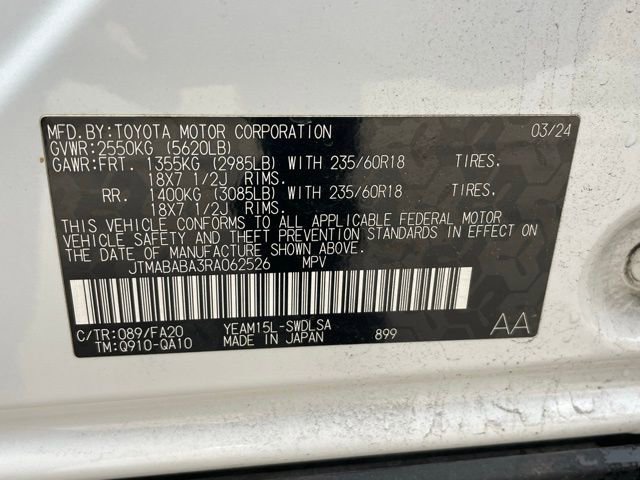 MFD.BY:TOYOTA MOTOR CORPORATION 03/24
GVWR:2550KG (5620LB)
GAWR:FRT. 1355KG (2985LB) WITH 235/60R18 TIRES.
18X7 1/2J RIMS.
RR. 1400KG (3085LB) WITH 235/60R18 TIRES.
18X7 1/2J RIMS.
THIS VEHICLE CONFORMS TO ALL APPLICABLE FEDERAL MOTOR
VEHICLE SAFETY AND THEFT PREVENTION STANDARDS IN EFFECT ON
THE DATE OF MANUFACTURE SHOWN ABOVE.
JTMABABA3RA062526 MPV
C/TR:089/FA20 YEAM15L-SWDLSA
TM:Q910-QA10 MADE IN JAPAN 899 AA